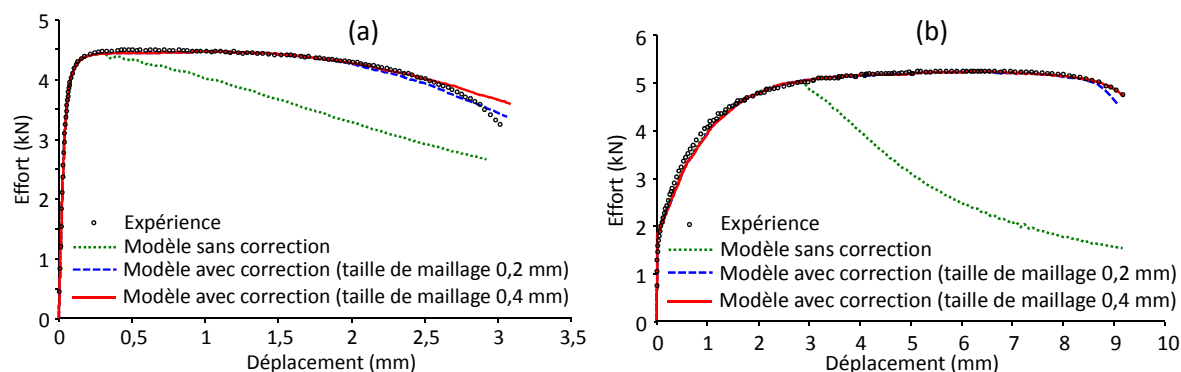 (a)
Effort (kN)
5
4
3
2
1
0
Expérience
Modèle sans correction
Modèle avec correction (taille de maillage 0,2 mm)
Modèle avec correction (taille de maillage 0,4 mm)
0 0,5 1 1,5 2 2,5 3 3,5
Déplacement (mm)
(b)
Effort (kN)
6
5
4
3
2
1
0
Expérience
Modèle sans correction
Modèle avec correction (taille de maillage 0,2 mm)
Modèle avec correction (taille de maillage 0,4 mm)
0 1 2 3 4 5 6 7 8 9 10
Déplacement (mm)